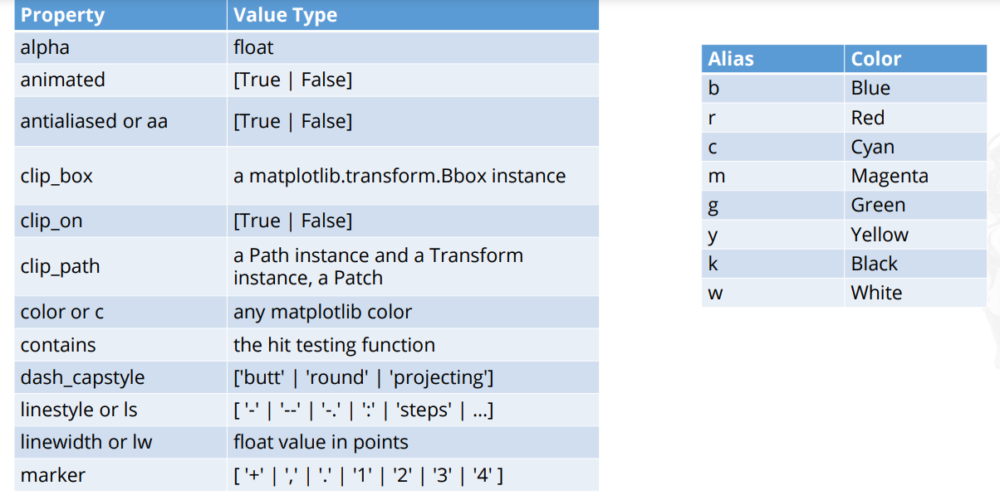 Property Value Type
alpha float
animated [True | False]
antialiased or aa [True | False]
clip_box a matplotlib.transform.Bbox instance
clip_on [True | False]
clip_path a Path instance and a Transform
instance, a Patch
color or c any matplotlib color
contains the hit testing function
dash_capstyle ['butt' | 'round' | 'projecting']
linestyle or ls [ '-' | '--' | '-.' | ':' | 'steps' | ...]
linewidth or lw float value in points
marker [ '+' | ',' | '.' | '1' | '2' | '3' | '4' ]
Alias Color
b Blue
r Red
c Cyan
m Magenta
g Green
y Yellow
k Black
w White